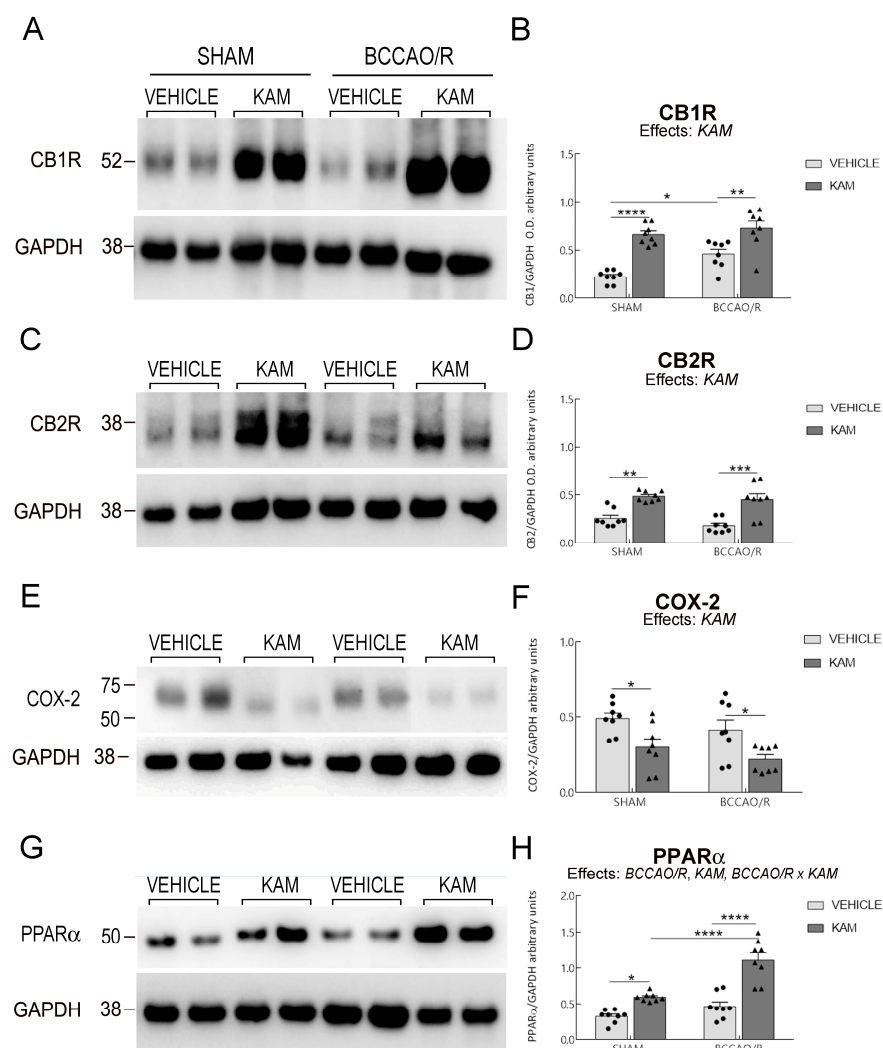 A
SHAM BCCAO/R
VEHICLE KAM VEHICLE KAM
CB1R 52
GAPDH 38
B
CB1R
Effects: KAM
CB1/GAPDH O.D. arbitrary units
1.5
1.0
0.5
0.0
* **
****
SHAM BCCAO/R
VEHICLE
KAM
C
VEHICLE KAM VEHICLE KAM
CB2R 38
GAPDH 38
D
CB2R
Effects: KAM
CB2/GAPDH O.D. arbitrary units
1.5
1.0
0.5
0.0
** ***
SHAM BCCAO/R
VEHICLE
KAM
E
VEHICLE KAM VEHICLE KAM
COX-2 75
50
GAPDH 38
F
COX-2
Effects: KAM
COX-2/GAPDH arbitrary units
1.0
0.5
0.0
* *
SHAM BCCAO/R
VEHICLE
KAM
G
VEHICLE KAM VEHICLE KAM
PPARα 50
GAPDH 38
H
PPARα
Effects: BCCAO/R, KAM, BCCAO/R x KAM
PPARα/GAPDH arbitrary units
2.0
1.5
1.0
0.5
0.0
****
****
*
SHAM BCCAO/R
VEHICLE
KAM